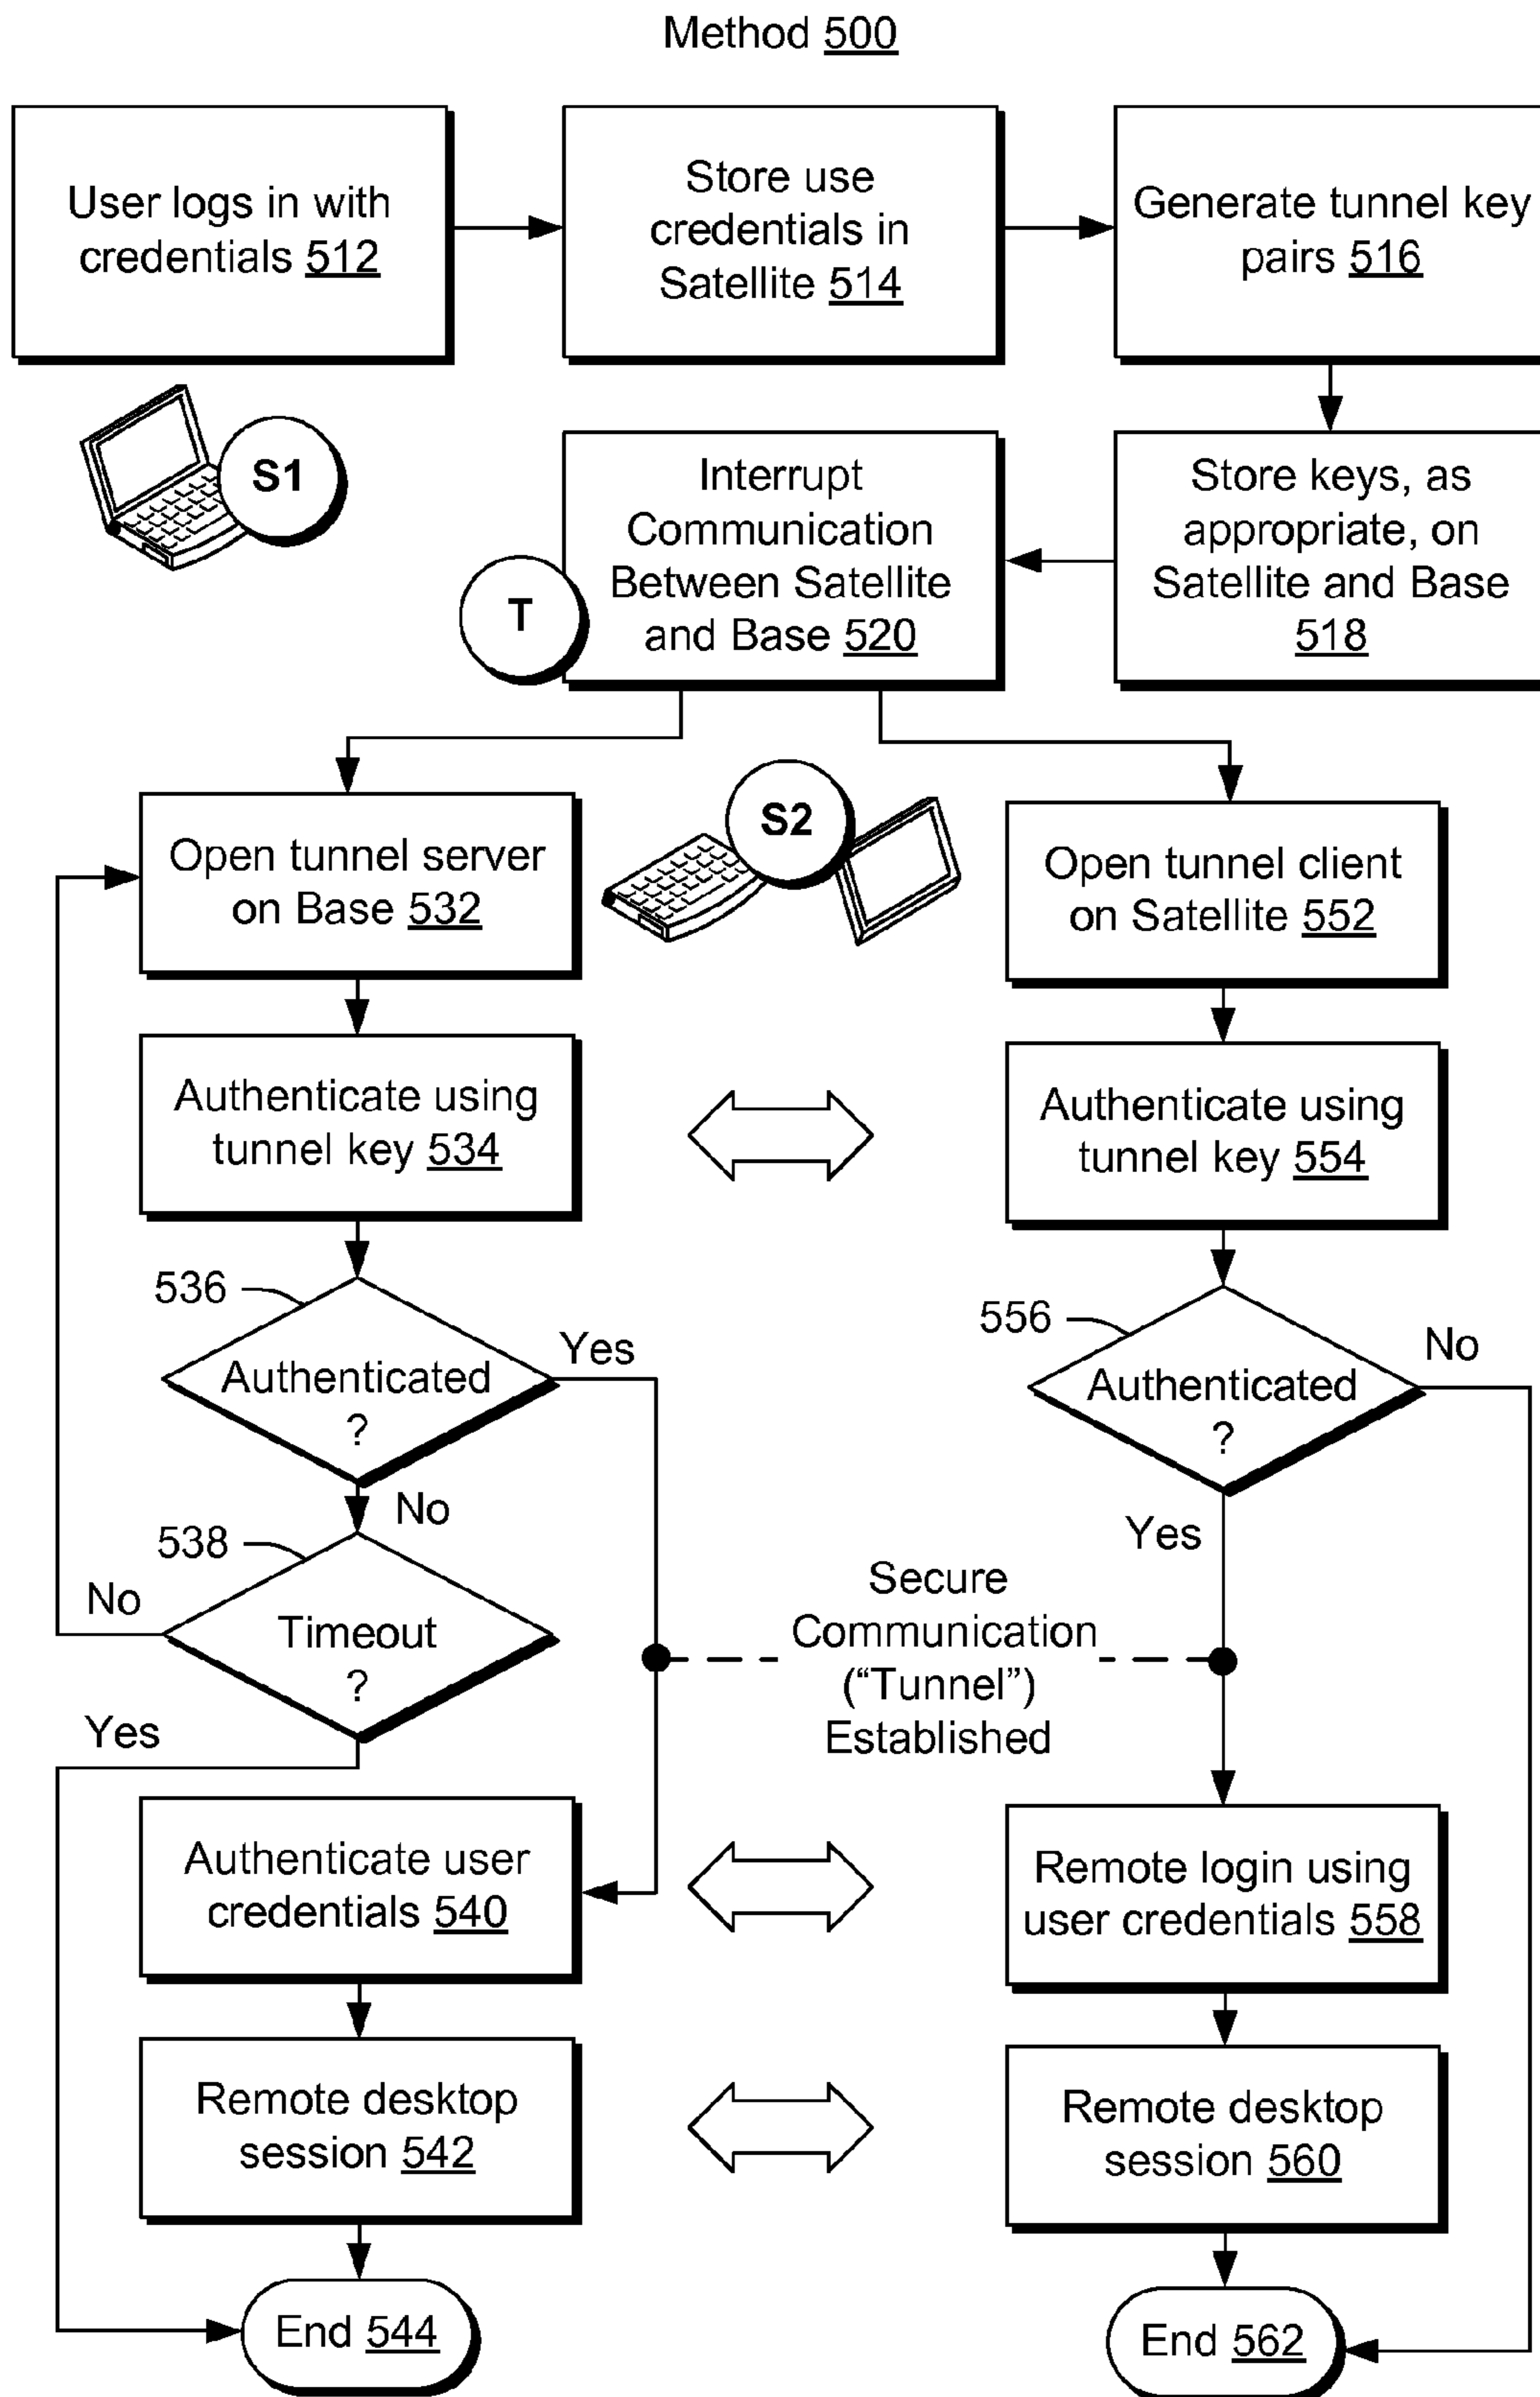 Method 500
User logs in with
credentials 512
Store use
credentials in
Satellite 514
Generate tunnel key
pairs 516
S1
T
Interrupt
Communication
Between Satellite
and Base 520
Store keys, as
appropriate, on
Satellite and Base
518
Open tunnel server
on Base 532
S2
Open tunnel client
on Satellite 552
Authenticate using
tunnel key 534
Authenticate using
tunnel key 554
536
Authenticated
?
Yes
No
556
Authenticated
?
No
Yes
538
Timeout
?
No
Yes
Secure
Communication
(“Tunnel”)
Established
Authenticate user
credentials 540
Remote login using
user credentials 558
Remote desktop
session 542
Remote desktop
session 560
End 544
End 562